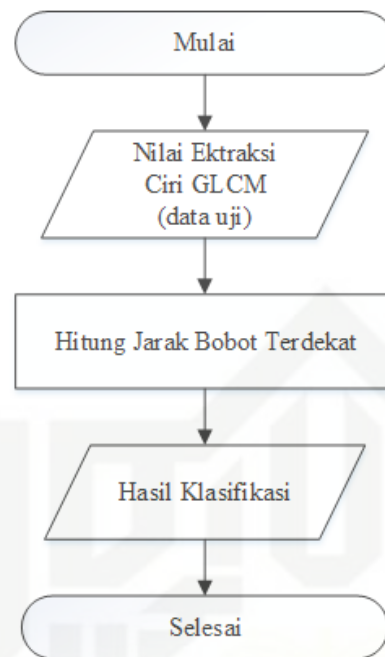 Mulai
Nilai Ektraksi
Ciri GLCM
(data uji)
Hitung Jarak Bobot Terdekat
Hasil Klasifikasi
Selesai